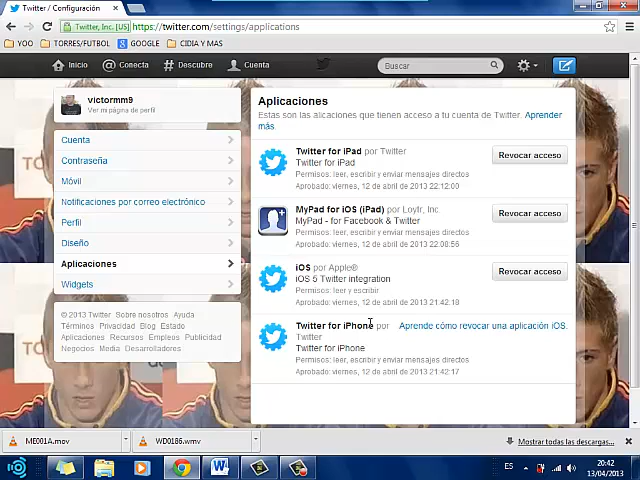 Twitter / Configuración
Twitter, Inc. [US] https://twitter.com/settings/applications
YOO TORRES/FUTBOL GOOGLE CIDIA Y MAS
Inicio Conecta Descubre Cuenta Buscar
victormm9
Ver mi página de perfil
Cuenta
Contraseña
Móvil
Notificaciones por correo electrónico
Perfil
Diseño
Aplicaciones
Widgets
© 2013 Twitter Sobre nosotros Ayuda
Términos Privacidad Blog Estado
Aplicaciones Recursos Empleos Publicidad
Negocios Media Desarrolladores
Aplicaciones
Estas son las alicaciones que tienen acceso a tu cuenta de Twitter. Aprender
más.
Twitter for iPad por Twitter
Twitter for iPad
Permisos: leer, escribir y enviar mensajes directos
Aprobado: viernes, 12 de abril de 2013 22:12:00
Revocar acceso
MyPad for iOS (iPad) por Loytr, Inc
MyPad - for Facebook & Twitter
Permisos: leer, escribir y enviar mensajes directos
Aprobado: viernes, 12 de abril de 2013 22:08:56
Revocar acceso
iOS por Apple®
iOS 5 Twitter integration
Permisos: leer y escribir
Aprobado: viernes, 12 de abril de 2013 21:42:18
Revocar acceso
Twitter for iPhone por
Twitter
Twitter for iPhone
Permisos: leer, escribir y enviar mensajes directos
Aprobado: viernes, 12 de abril de 2013 21:42:17
Aprende cómo revocar una aplicación iOS.
ME001A.mov WD0186.wmv Mostrar todas las descargas...
ES 20:42
13/04/2013